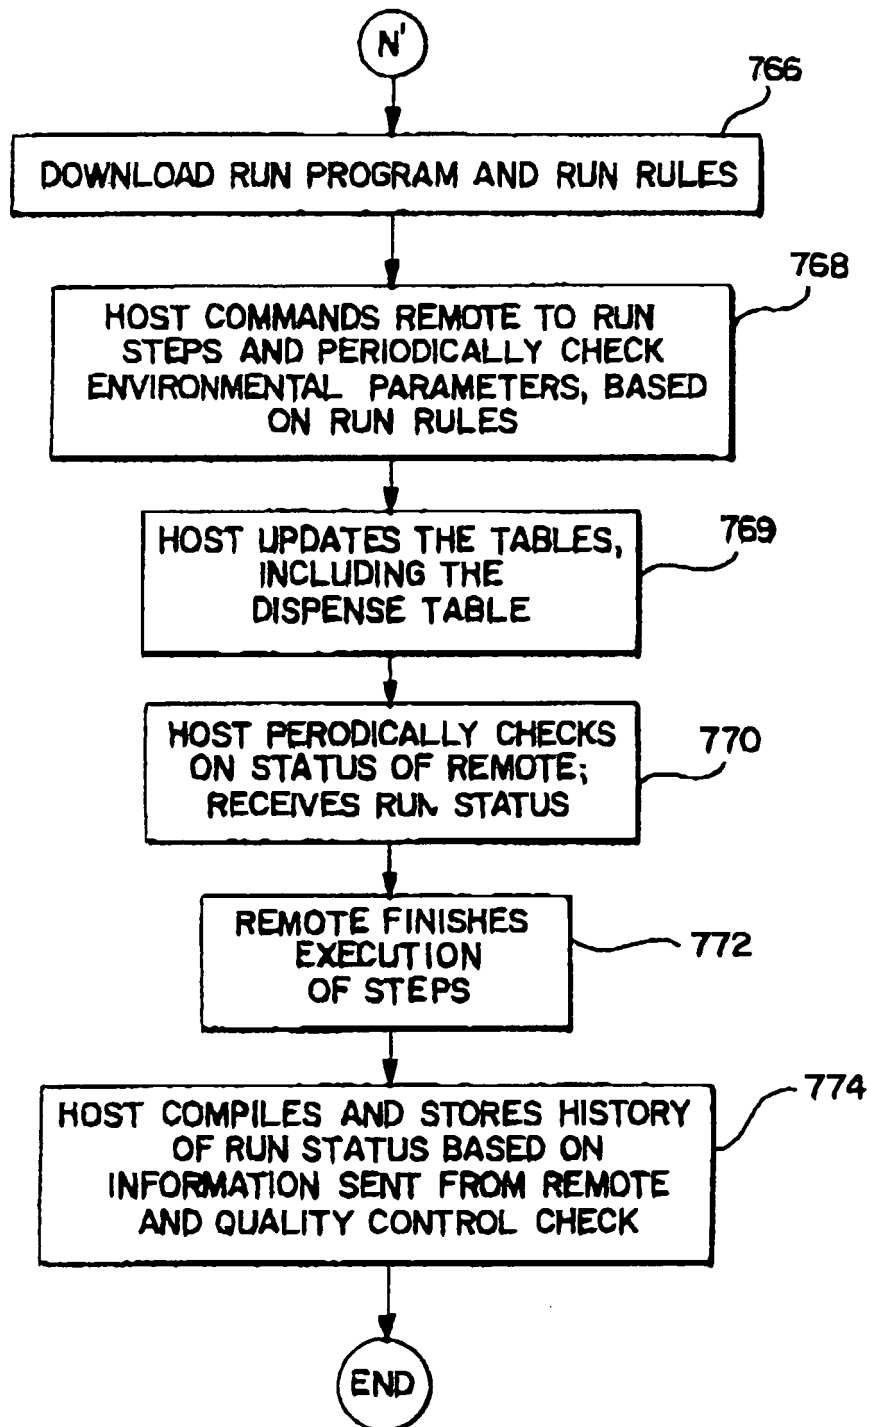 N'
766
DOWNLOAD RUN PROGRAM AND RUN RULES
768
HOST COMMANDS REMOTE TO RUN
STEPS AND PERIODICALLY CHECK
ENVIRONMENTAL PARAMETERS, BASED
ON RUN RULES
769
HOST UPDATES THE TABLES,
INCLUDING THE
DISPENSE TABLE
770
HOST PERODICALLY CHECKS
ON STATUS OF REMOTE;
RECEIVES RUN STATUS
REMOTE FINISHES
EXECUTION
OF STEPS
772
774
HOST COMPILES AND STORES HISTORY
OF RUN STATUS BASED ON
INFORMATION SENT FROM REMOTE
AND QUALITY CONTROL CHECK
END